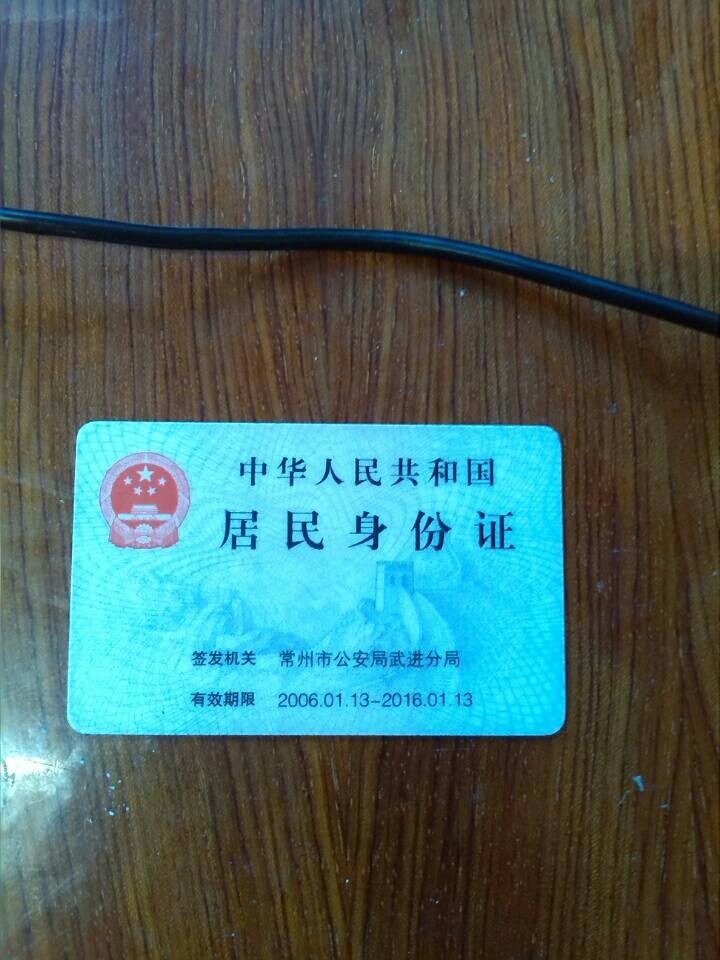 中华人民共和国
居民身份证
签发机关 常州市公安局武进分局
有效期限 2006.01.13-2016.01.13